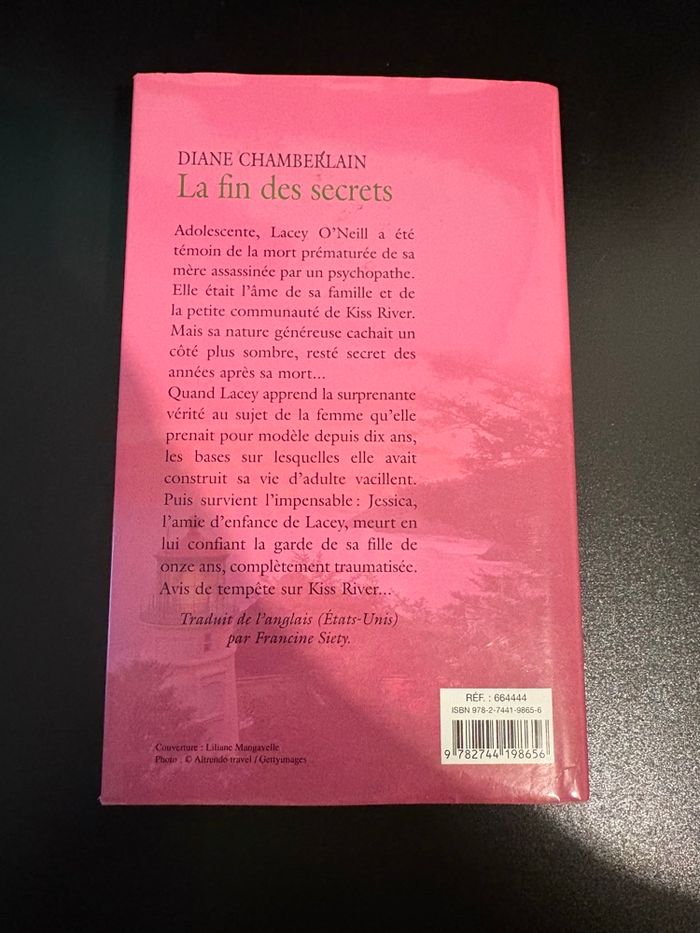 DIANE CHAMBERLAIN
La fin des secrets
Adolescente, Lacey O'Neill a été
témoin de la mort prématurée de sa
mère assassinée par un psychopathe.
Elle était l'âme de sa famille et de
la petite communauté de Kiss River.
Mais sa nature généreuse cachait un
côté plus sombre, resté secret des
années après sa mort...
Quand Lacey apprend la surprenante
vérité au sujet de la femme qu'elle
prenait pour modèle depuis dix ans,
les bases sur lesquelles elle avait
construit sa vie d'adulte vacillent.
Puis survient l'impensable : Jessica,
l'amie d'enfance de Lacey, meurt en
lui confiant la garde de sa fille de
onze ans, complètement traumatisée.
Avis de tempête sur Kiss River...
Traduit de l'anglais (États-Unis)
par Francine Siety.
RÉF. : 664444
ISBN 978-2-7441-9865-6
9 782744 198656
Couverture : Liliane Mangavelle
Photo : © Altrendo travel / Gettyimages